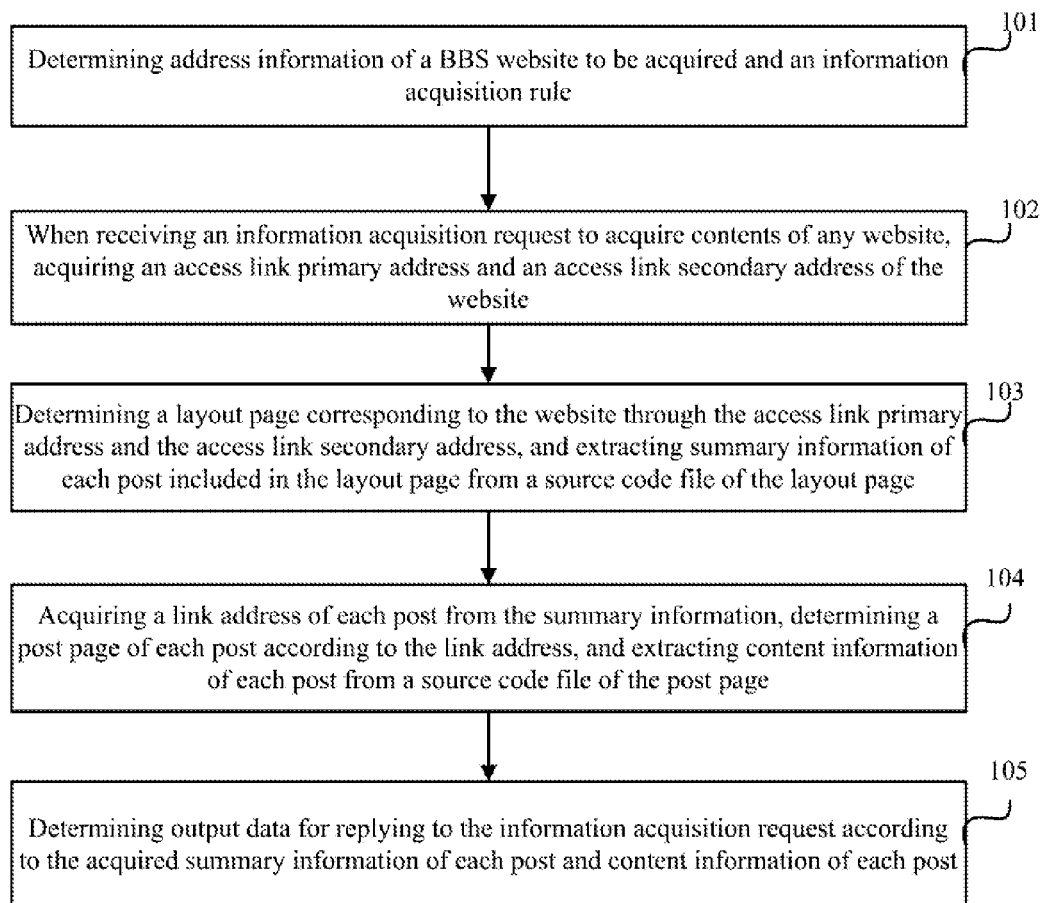 101
Determining address information of a BBS website to be acquired and an information
acquisition rule
102
When receiving an information acquisition request to acquire contents of any website,
acquiring an access link primary address and an access link secondary address of the
website
103
Determining a layout page corresponding to the website through the access link primary
address and the access link secondary address, and extracting summary information of
each post included in the layout page from a source code file of the layout page
104
Acquiring a link address of each post from the summary information, determining a
post page of each post according to the link address, and extracting content information
of each post from a source code file of the post page
105
Determining output data for replying to the information acquisition request according
to the acquired summary information of each post and content information of each post